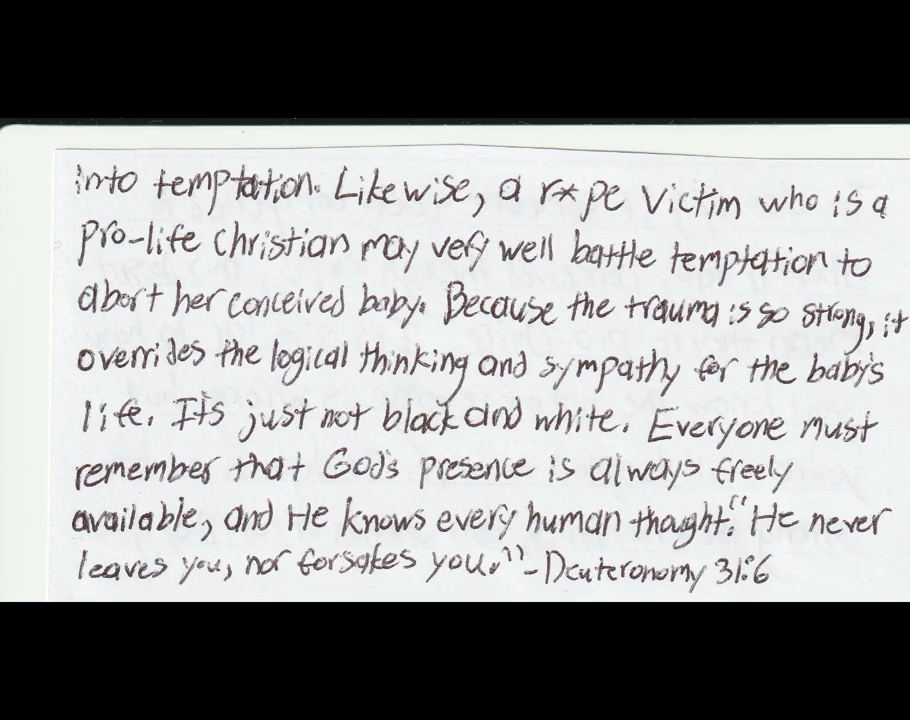 into temptation. Likewise, a r*pe victim who is a
pro-life Christian may very well battle temptation to
abort her conceived baby. Because the trauma is so strong, it
overrides the logical thinking and sympathy for the baby's
life. It's just not black and white. Everyone must
remember that God's presence is always freely
available, and He knows every human thought. "He never
leaves you, nor forsakes you." -Deuteronomy 31:6